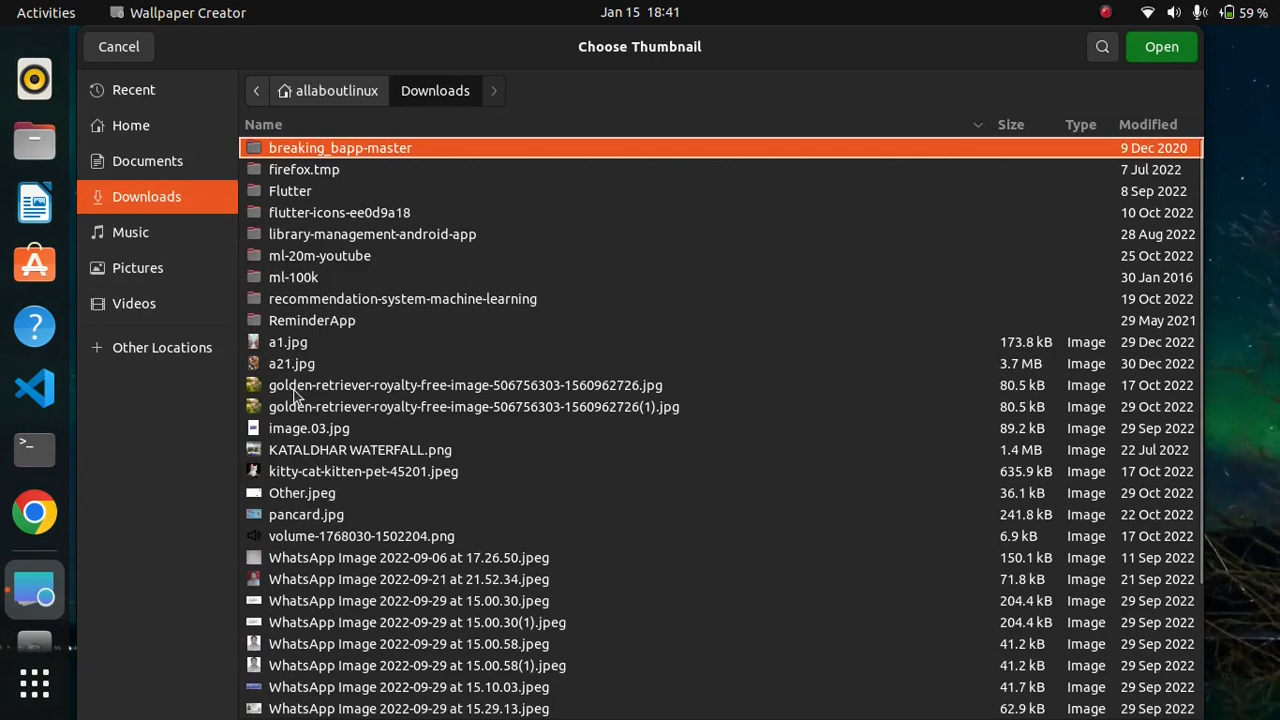 Activities Wallpaper Creator Jan 15 18:41 59 %
Cancel Choose Thumbnail Open
Recent
Home
Documents
Downloads
Music
Pictures
Videos
Other Locations
allaboutlinux Downloads
Name Size Type Modified
breaking_bapp-master 9 Dec 2020
firefox.tmp 7 Jul 2022
Flutter 8 Sep 2022
flutter-icons-ee0d9a18 10 Oct 2022
library-management-android-app 28 Aug 2022
ml-20m-youtube 25 Oct 2022
ml-100k 30 Jan 2016
recommendation-system-machine-learning 19 Oct 2022
ReminderApp 29 May 2021
a1.jpg 173.8 kB Image 29 Dec 2022
a21.jpg 3.7 MB Image 30 Dec 2022
golden-retriever-royalty-free-image-506756303-1560962726.jpg 80.5 kB Image 17 Oct 2022
golden-retriever-royalty-free-image-506756303-1560962726(1).jpg 80.5 kB Image 29 Oct 2022
image.03.jpg 89.2 kB Image 29 Sep 2022
KATALDHAR WATERFALL.png 1.4 MB Image 22 Jul 2022
kitty-cat-kitten-pet-45201.jpeg 635.9 kB Image 17 Oct 2022
Other.jpeg 36.1 kB Image 29 Oct 2022
pancard.jpg 241.8 kB Image 22 Oct 2022
volume-1768030-1502204.png 6.9 kB Image 17 Oct 2022
WhatsApp Image 2022-09-06 at 17.26.50.jpeg 150.1 kB Image 11 Sep 2022
WhatsApp Image 2022-09-21 at 21.52.34.jpeg 71.8 kB Image 21 Sep 2022
WhatsApp Image 2022-09-29 at 15.00.30.jpeg 204.4 kB Image 29 Sep 2022
WhatsApp Image 2022-09-29 at 15.00.30(1).jpeg 204.4 kB Image 29 Sep 2022
WhatsApp Image 2022-09-29 at 15.00.58.jpeg 41.2 kB Image 29 Sep 2022
WhatsApp Image 2022-09-29 at 15.00.58(1).jpeg 41.2 kB Image 29 Sep 2022
WhatsApp Image 2022-09-29 at 15.10.03.jpeg 41.7 kB Image 29 Sep 2022
WhatsApp Image 2022-09-29 at 15.29.13.jpeg 62.9 kB Image 29 Sep 2022